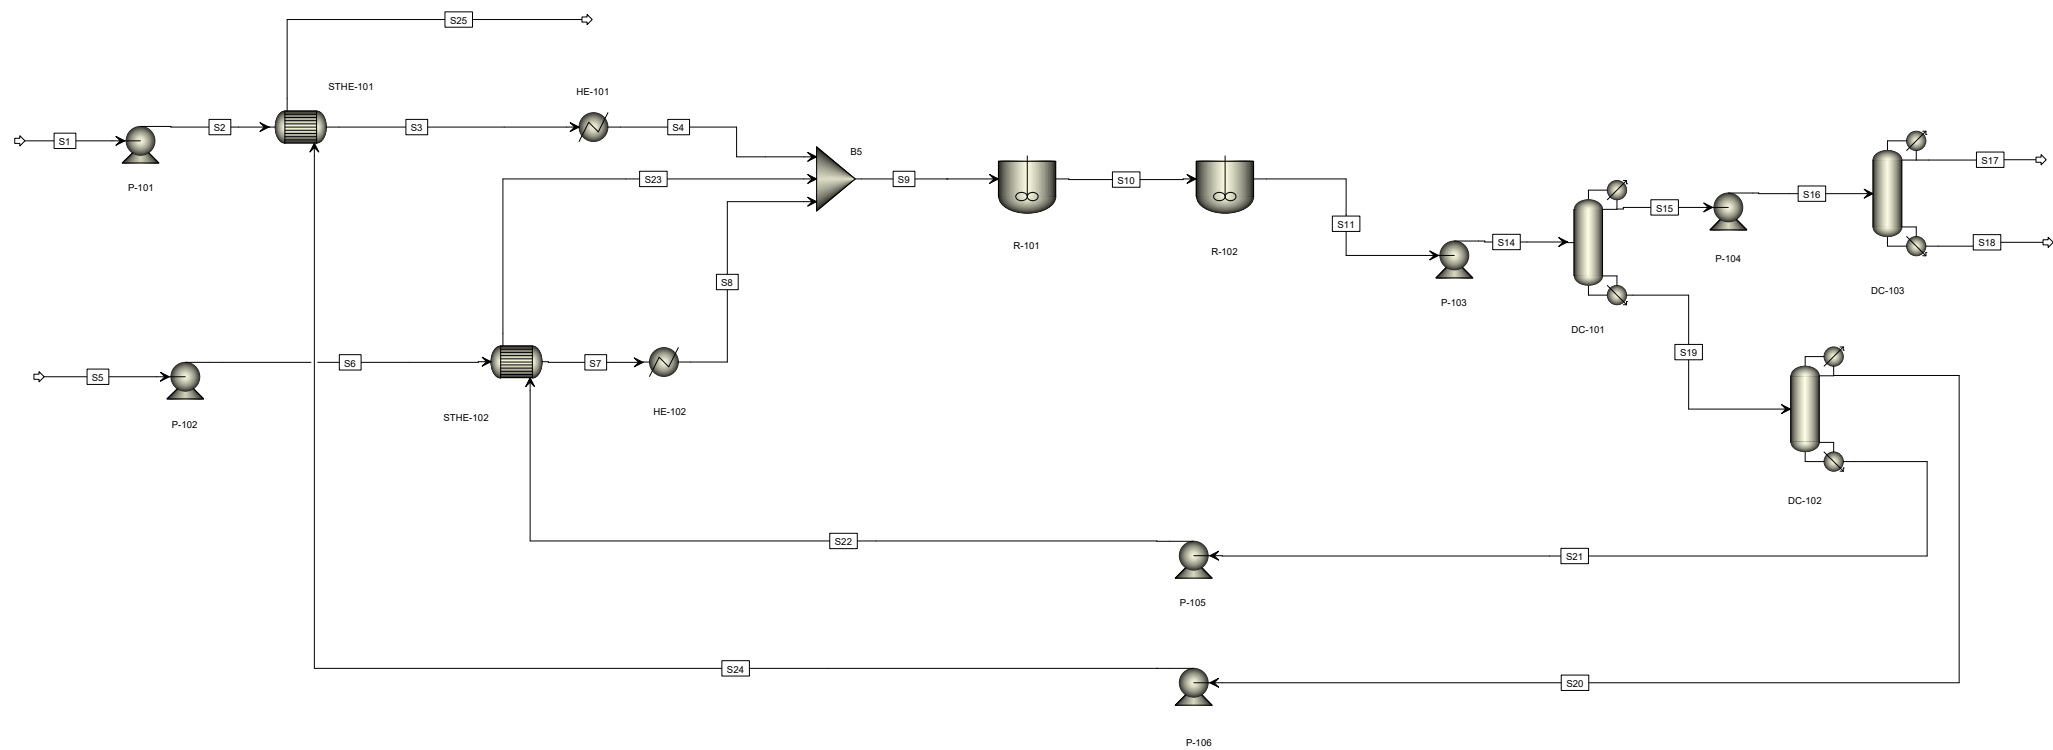 S25
STHE-101
HE-101
S2
S3
S4
S1
B5
P-101
S23
S9
S10
S17
S15
S16
S11
R-101
R-102
S14
S18
P-104
DC-103
S8
P-103
DC-101
S19
S6
S7
S5
HE-102
STHE-102
P-102
DC-102
S22
S21
P-105
S24
S20
P-106